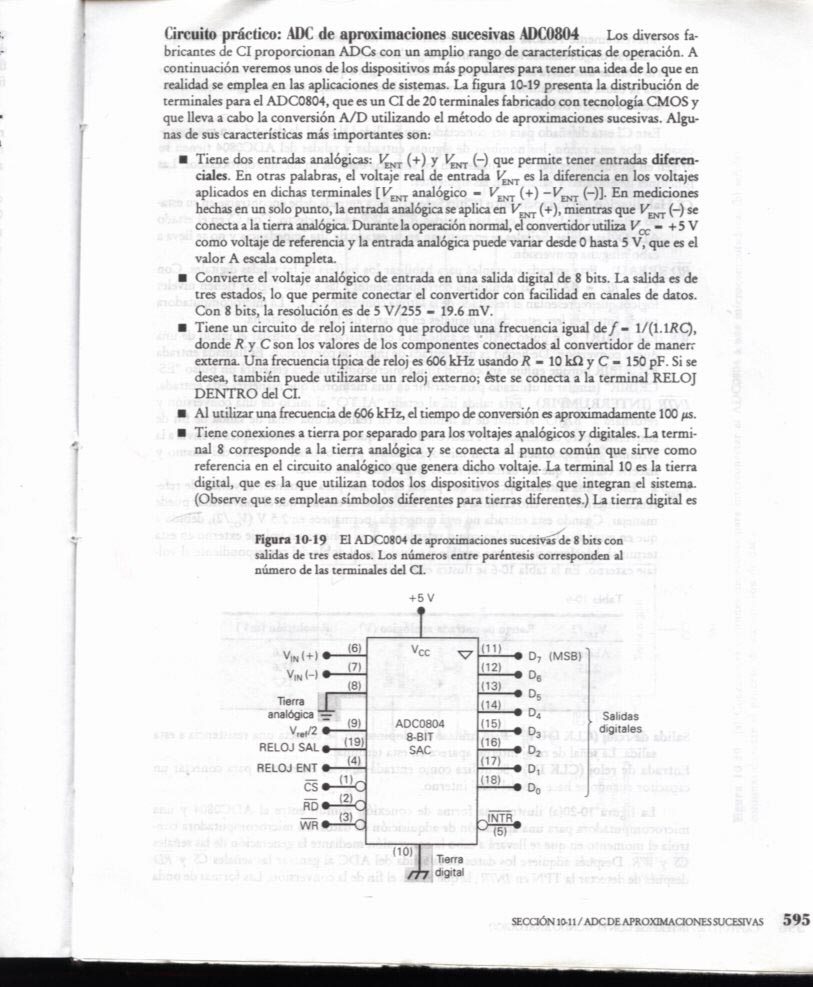 Circuito práctico: ADC de aproximaciones sucesivas ADC0804 Los diversos fa-
bricantes de CI proporcionan ADCs con un amplio rango de características de operación. A
continuación veremos unos de los dispositivos más populares para tener una idea de lo que en
realidad se emplea en las aplicaciones de sistemas. La figura 10-19 presenta la distribución de
terminales para el ADC0804, que es un CI de 20 terminales fabricado con tecnología CMOS y
que lleva a cabo la conversión A/D utilizando el método de aproximaciones sucesivas. Algu-
nas de sus características más importantes son:
■ Tiene dos entradas analógicas: V_ENT (+) y V_ENT (−) que permite tener entradas diferen-
ciales. En otras palabras, el voltaje real de entrada V_ENT es la diferencia en los voltajes
aplicados en dichas terminales [V_ENT analógico = V_ENT (+) −V_ENT (−)]. En mediciones
hechas en un solo punto, la entrada analógica se aplica en V_ENT (+), mientras que V_ENT (−) se
conecta a la tierra analógica. Durante la operación normal, el convertidor utiliza V_CC = +5 V
como voltaje de referencia y la entrada analógica puede variar desde 0 hasta 5 V, que es el
valor A escala completa.
■ Convierte el voltaje analógico de entrada en una salida digital de 8 bits. La salida es de
tres estados, lo que permite conectar el convertidor con facilidad en canales de datos.
Con 8 bits, la resolución es de 5 V/255 = 19.6 mV.
■ Tiene un circuito de reloj interno que produce una frecuencia igual de f = 1/(1.1RC),
donde R y C son los valores de los componentes conectados al convertidor de maner
externa. Una frecuencia típica de reloj es 606 kHz usando R = 10 kΩ y C = 150 pF. Si se
desea, también puede utilizarse un reloj externo; éste se conecta a la terminal RELOJ
DENTRO del CI.
■ Al utilizar una frecuencia de 606 kHz, el tiempo de conversión es aproximadamente 100 μs.
■ Tiene conexiones a tierra por separado para los voltajes analógicos y digitales. La termi-
nal 8 corresponde a la tierra analógica y se conecta al punto común que sirve como
referencia en el circuito analógico que genera dicho voltaje. La terminal 10 es la tierra
digital, que es la que utilizan todos los dispositivos digitales que integran el sistema.
(Observe que se emplean símbolos diferentes para tierras diferentes.) La tierra digital es
Figura 10-19 El ADC0804 de aproximaciones sucesivas de 8 bits con
salidas de tres estados. Los números entre paréntesis corresponden al
número de las terminales del CI.
+5 V
VCC
VIN (+) (6)
VIN (−) (7)
(8)
Tierra
analógica
Vref/2 (9)
RELOJ SAL (19)
RELOJ ENT (4)
C̅S̅ (1)
R̅D̅ (2)
W̅R̅ (3)
ADC0804
8-BIT
SAC
(11) D7 (MSB)
(12) D6
(13) D5
(14) D4
(15) D3
(16) D2
(17) D1
(18) D0
Salidas
digitales
I̅N̅T̅R̅
(5)
(10) Tierra
digital
SECCIÓN 10-11 / ADC DE APROXIMACIONES SUCESIVAS 595